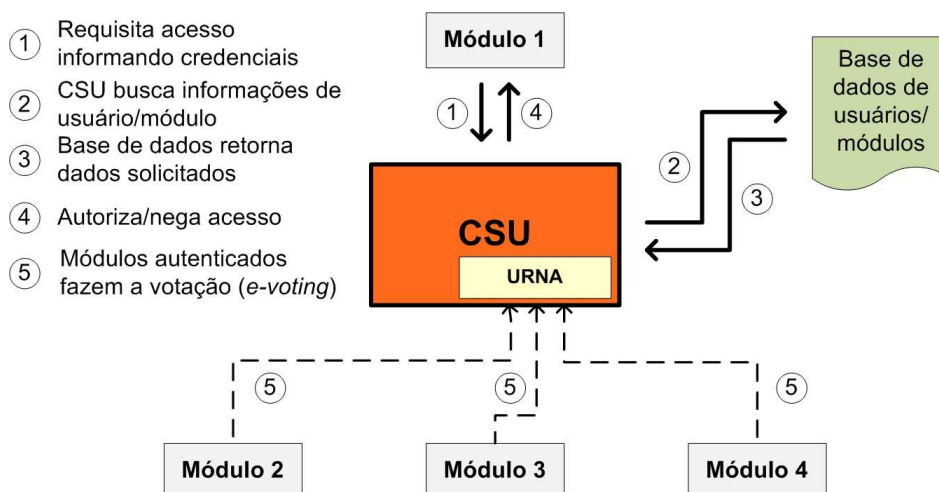 1 Requisita acesso
informando credenciais
2 CSU busca informações de
usuário/módulo
3 Base de dados retorna
dados solicitados
4 Autoriza/nega acesso
5 Módulos autenticados
fazem a votação (e-voting)
Módulo 1
1
4
Base de
dados de
usuários/
módulos
2
3
CSU
URNA
5
5
5
Módulo 2
Módulo 3
Módulo 4